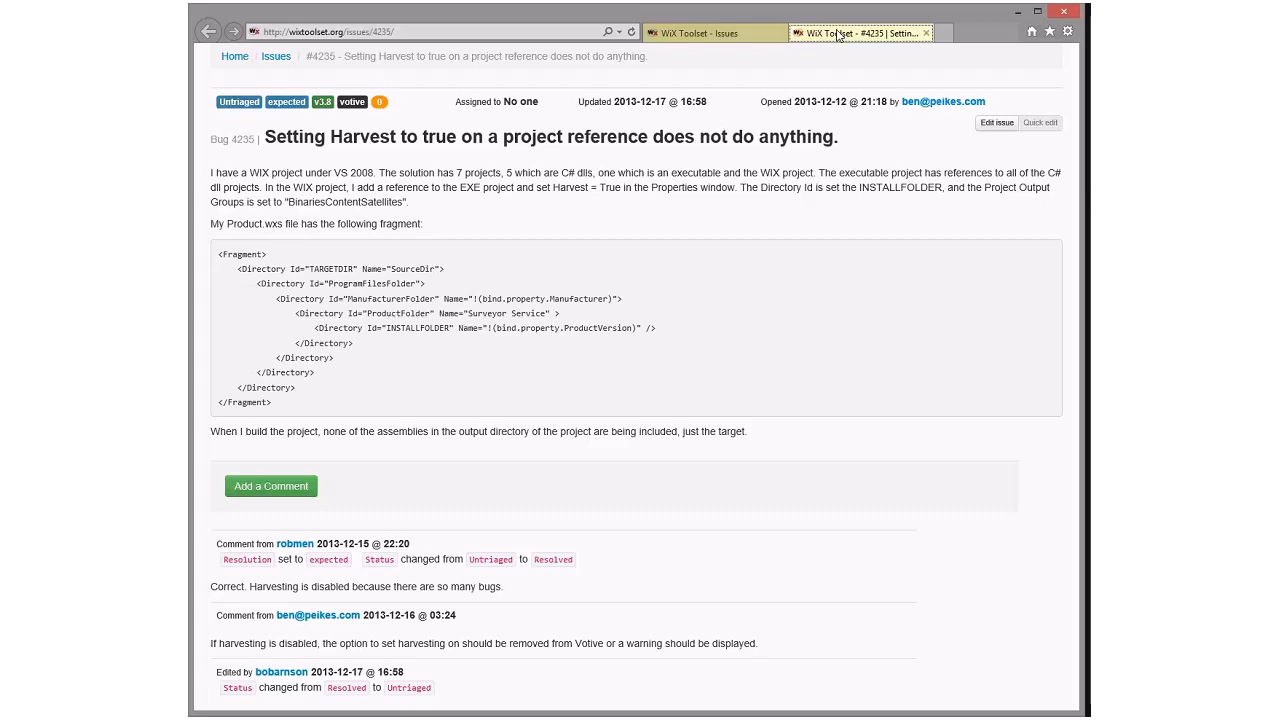 http://wixtoolset.org/issues/4235/
WiX Toolset - Issues
WiX Toolset - #4235 | Settin...
Home Issues #4235 - Setting Harvest to true on a project reference does not do anything.
Untriaged expected v3.8 votive 0 Assigned to No one Updated 2013-12-17 @ 16:58 Opened 2013-12-12 @ 21:18 by ben@peikes.com
Edit issue Quick edit
Bug 4235 | Setting Harvest to true on a project reference does not do anything.
I have a WIX project under VS 2008. The solution has 7 projects, 5 which are C# dlls, one which is an executable and the WIX project. The executable project has references to all of the C#
dll projects. In the WIX project, I add a reference to the EXE project and set Harvest = True in the Properties window. The Directory Id is set the INSTALLFOLDER, and the Project Output
Groups is set to "BinariesContentSatellites".
My Product.wxs file has the following fragment:
<Fragment>
<Directory Id="TARGETDIR" Name="SourceDir">
<Directory Id="ProgramFilesFolder">
<Directory Id="ManufacturerFolder" Name="!(bind.property.Manufacturer)">
<Directory Id="ProductFolder" Name="Surveyor Service" >
<Directory Id="INSTALLFOLDER" Name="!(bind.property.ProductVersion)" />
</Directory>
</Directory>
</Directory>
</Directory>
</Fragment>
When I build the project, none of the assemblies in the output directory of the project are being included, just the target.
Add a Comment
Comment from robmen 2013-12-15 @ 22:20
Resolution set to expected Status changed from Untriaged to Resolved
Correct. Harvesting is disabled because there are so many bugs.
Comment from ben@peikes.com 2013-12-16 @ 03:24
If harvesting is disabled, the option to set harvesting on should be removed from Votive or a warning should be displayed.
Edited by bobarnson 2013-12-17 @ 16:58
Status changed from Resolved to Untriaged